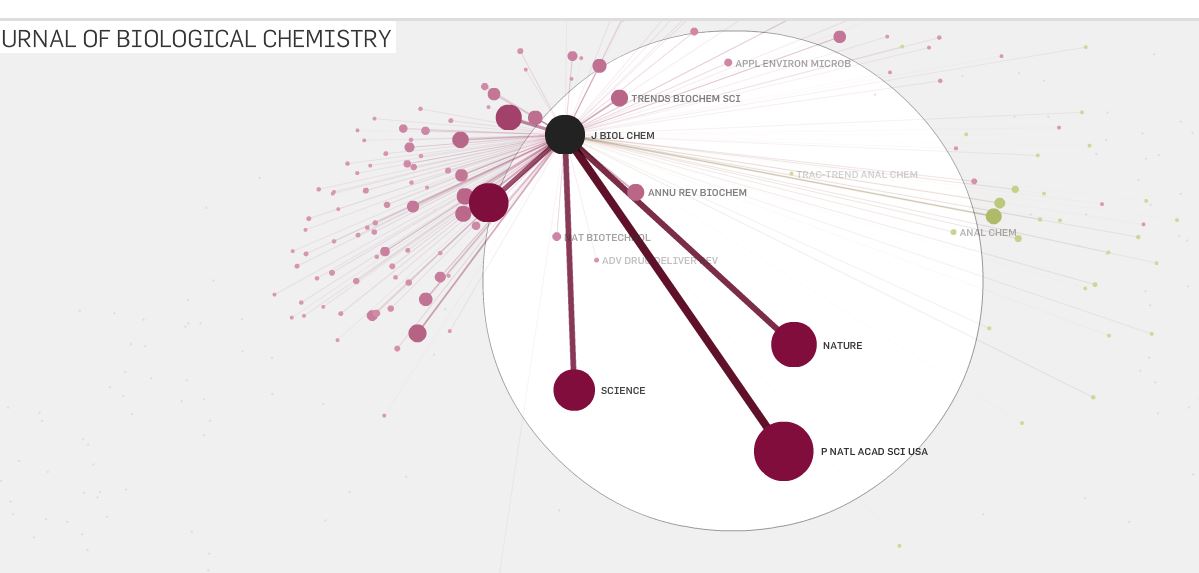 URNAL OF BIOLOGICAL CHEMISTRY
APPL ENVIRON MICROB
TRENDS BIOCHEM SCI
J BIOL CHEM
TRAC-TREND ANAL CHEM
ANNU REV BIOCHEM
ANAL CHEM
NAT BIOTECHNOL
ADV DRUG DELIVER REV
NATURE
SCIENCE
P NATL ACAD SCI USA